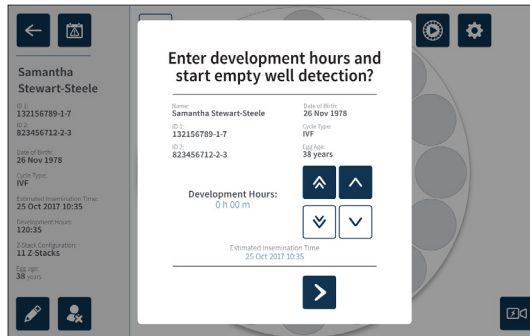 Samantha
Stewart-Steele
ID 1:
132156789-1-7
ID 2:
823456712-2-3
Date of Birth:
26 Nov 1978
Cycle Type:
IVF
Estimated Insemination Time:
25 Oct 2017 10:35
Development Hours:
120:35
Z-Stack Configuration:
11 Z-Stacks
Egg age:
38 years
Enter development hours and
start empty well detection?
Name:
Samantha Stewart-Steele
Date of Birth:
26 Nov 1978
ID 1:
132156789-1-7
Cycle Type:
IVF
ID 2:
823456712-2-3
Egg Age:
38 years
Development Hours:
0 h 00 m
Estimated Insemination Time
25 Oct 2017 10:35